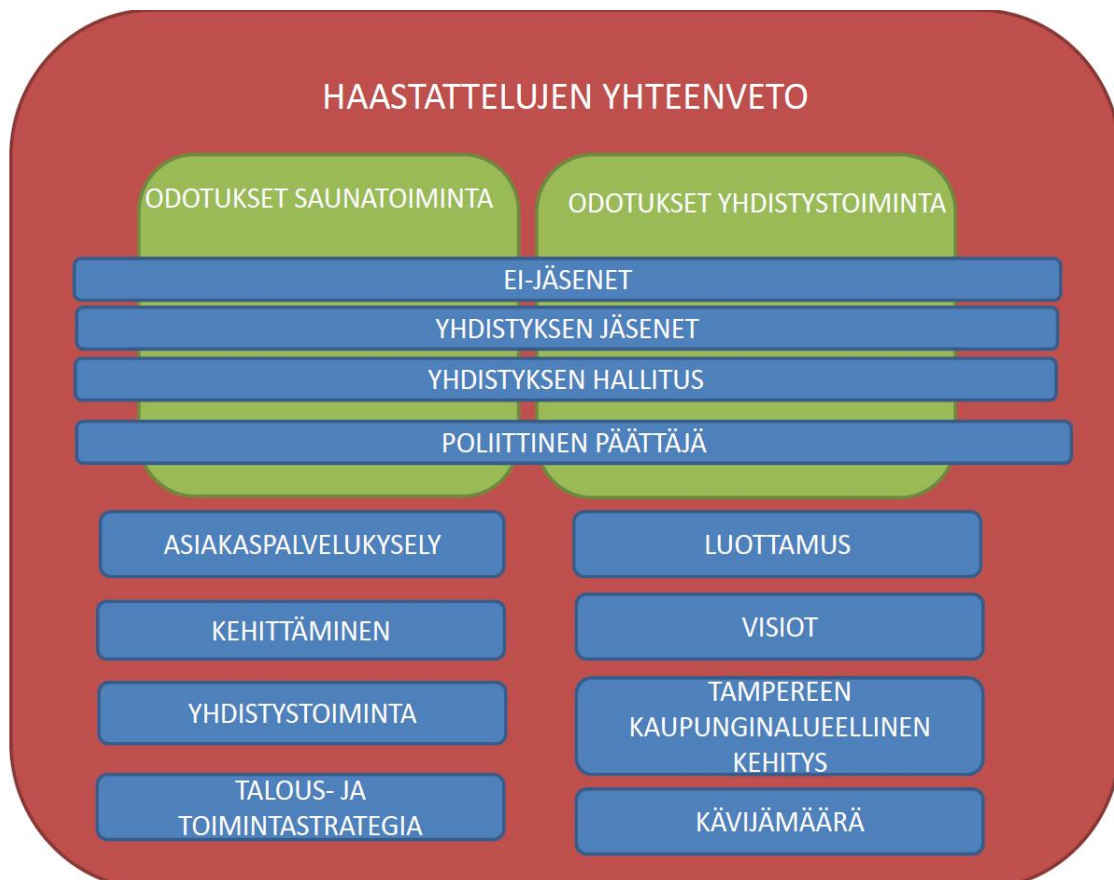 HAASTATTELUJEN YHTEENVETO
ODOTUKSET SAUNATOIMINTA
ODOTUKSET YHDISTYSTOIMINTA
EI-JÄSENET
YHDISTYKSEN JÄSENET
YHDISTYKSEN HALLITUS
POLIITTINEN PÄÄTTÄJÄ
ASIAKASPALVELUKYSELY
LUOTTAMUS
KEHITTÄMINEN
VISIOT
YHDISTYSTOIMINTA
TAMPEREEN
KAUPUNGINALUEELLINEN
KEHITYS
TALOUS- JA
TOIMINTASTRATEGIA
KÄVIJÄMÄÄRÄ